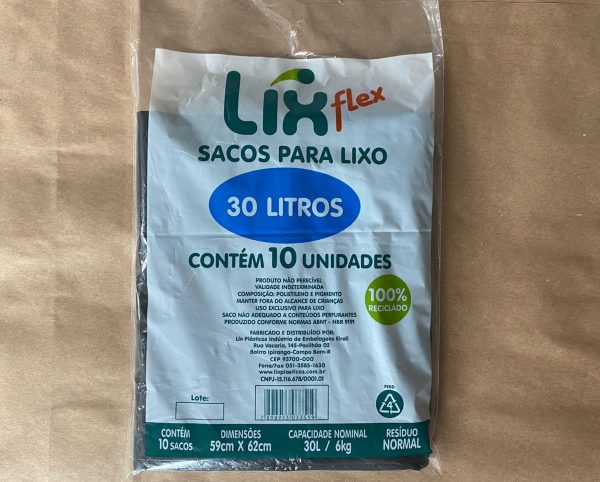 Lix flex
SACOS PARA LIXO
30 LITROS
CONTÉM 10 UNIDADES
PRODUTO NÃO PERECÍVEL
VALIDADE INDETERMINADA
COMPOSIÇÃO: POLIETILENO E PIGMENTO
MANTER FORA DO ALCANCE DE CRIANÇAS
USO EXCLUSIVO PARA LIXO
SACO NÃO ADEQUADO A CONTEÚDOS PERFURANTES
PRODUZIDO CONFORME NORMAS ABNT - NBR 9191
100%
RECICLADO
FABRICADO E DISTRIBUÍDO POR:
Lix Plásticos Indústria de Embalagens Eireli
Rua Vacaria, 145-Pavilhão 02
Bairro Ipiranga-Campo Bom-R
CEP 93700-000
Fone/Fax 051-3585-1630
www.lixplasticos.com.br
CNPJ-15.116.678/0001.01
Lote:
PEBD
4
CONTÉM
10 SACOS
DIMENSÕES
59cm X 62cm
CAPACIDADE NOMINAL
30L / 6kg
RESÍDUO
NORMAL